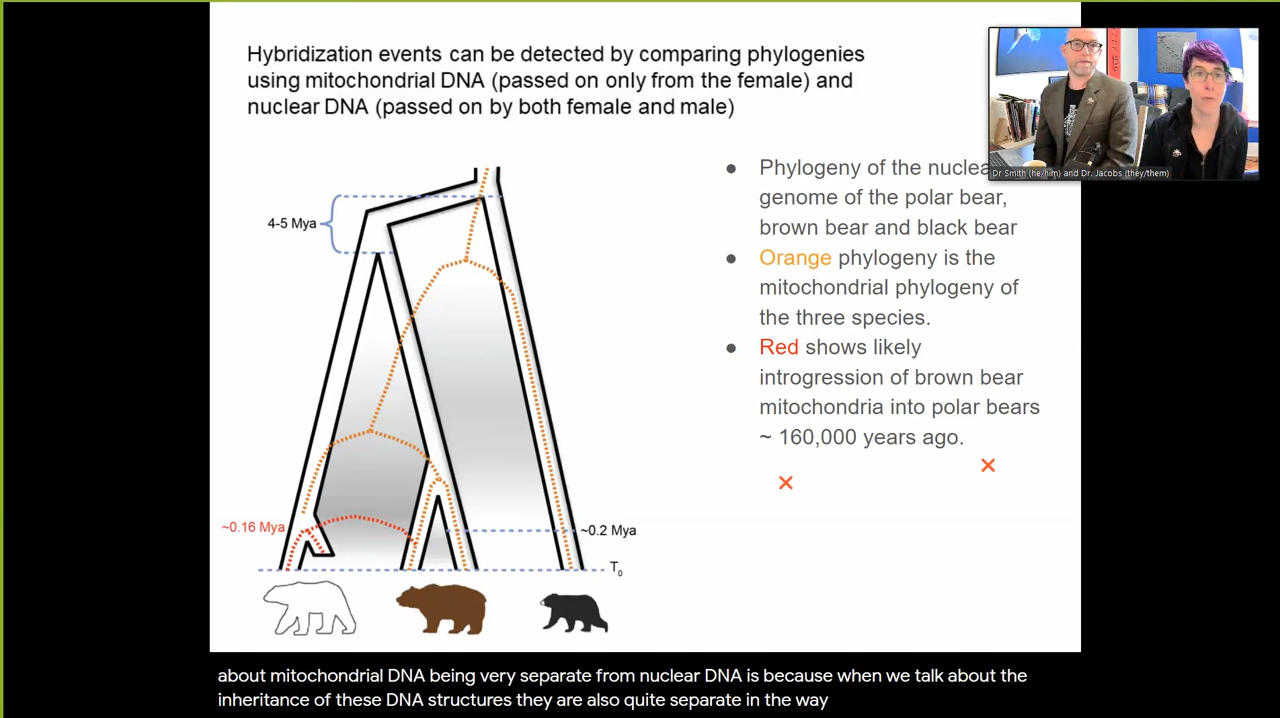 Hybridization events can be detected by comparing phylogenies
using mitochondrial DNA (passed on only from the female) and
nuclear DNA (passed on by both female and male)
Dr Smith (he/him) and Dr. Jacobs (they/them)
● Phylogeny of the nuclea
genome of the polar bear,
brown bear and black bear
● Orange phylogeny is the
mitochondrial phylogeny of
the three species.
● Red shows likely
introgression of brown bear
mitochondria into polar bears
~ 160,000 years ago.
4-5 Mya
~0.16 Mya
~0.2 Mya
T₀
about mitochondrial DNA being very separate from nuclear DNA is because when we talk about the
inheritance of these DNA structures they are also quite separate in the way